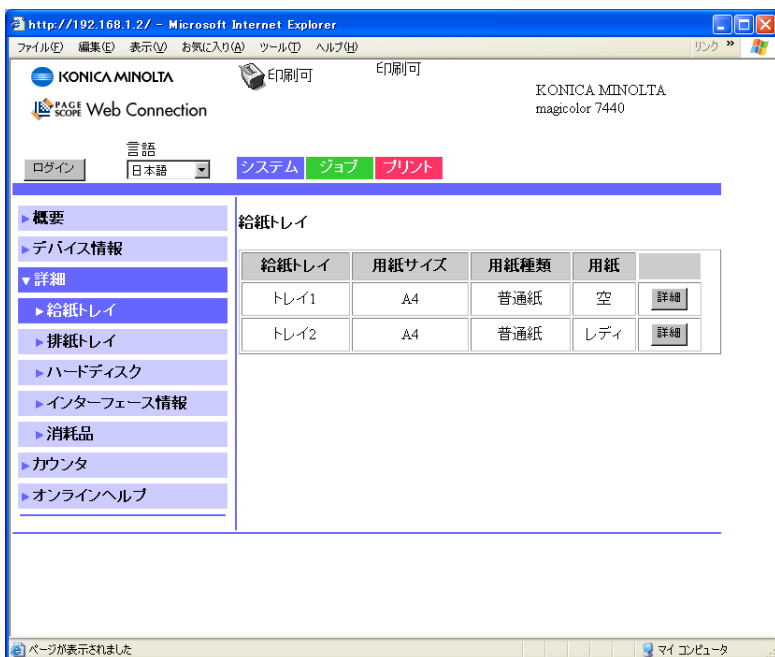 http://192.168.1.2/ - Microsoft Internet Explorer
ファイル(F) 編集(E) 表示(V) お気に入り(A) ツール(T) ヘルプ(H) リンク »
KONICA MINOLTA 印刷可 印刷可
KONICA MINOLTA
magicolor 7440
PAGE SCOPE Web Connection
言語
ログイン 日本語 システム ジョブ プリント
概要
デバイス情報
詳細
給紙トレイ
排紙トレイ
ハードディスク
インターフェース情報
消耗品
カウンタ
オンラインヘルプ
給紙トレイ
給紙トレイ 用紙サイズ 用紙種類 用紙
トレイ1 A4 普通紙 空 詳細
トレイ2 A4 普通紙 レディ 詳細
ページが表示されました マイ コンピュータ